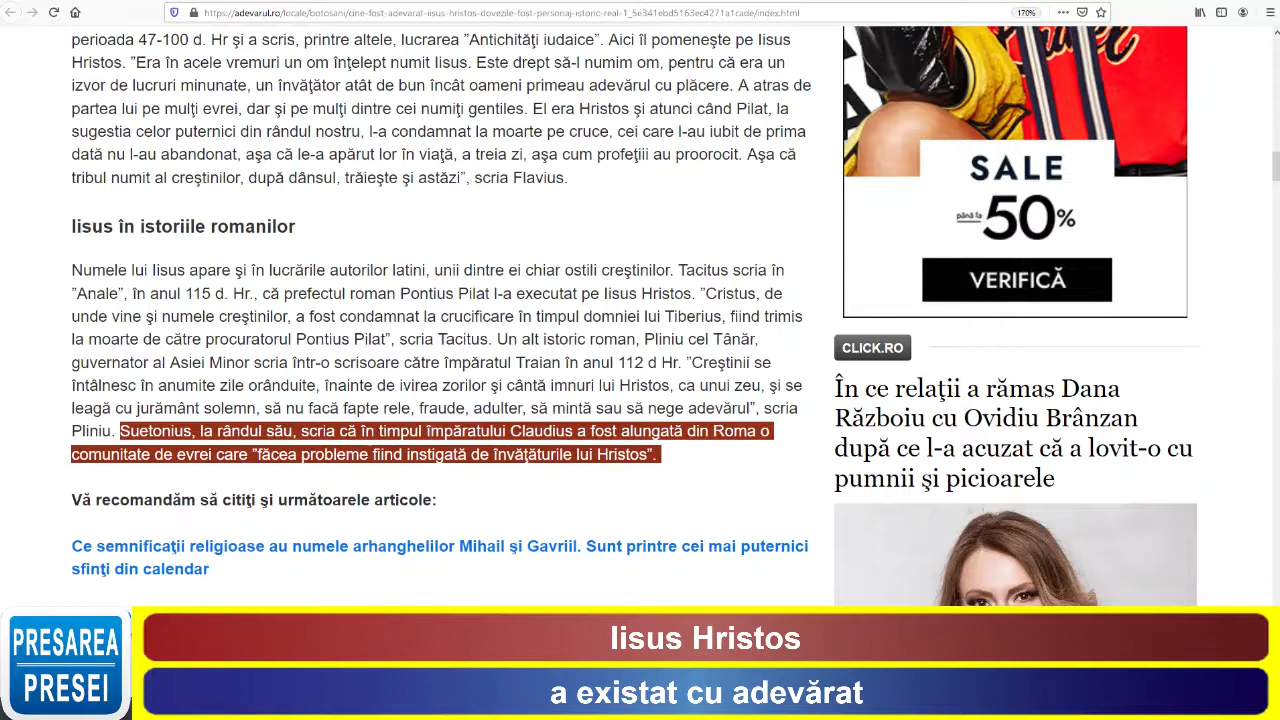 https://adevarul.ro/locale/botosani/cine-fost-adevarat-iisus-hristos-dovezile-fost-personaj-istoric-real-1_5e341ebd5163ec4271a1cade/index.html
170%
perioada 47-100 d. Hr şi a scris, printre altele, lucrarea ”Antichităţi iudaice”. Aici îl pomeneşte pe Iisus
Hristos. ”Era în acele vremuri un om înţelept numit Iisus. Este drept să-l numim om, pentru că era un
izvor de lucruri minunate, un învăţător atât de bun încât oameni primeau adevărul cu plăcere. A atras de
partea lui pe mulţi evrei, dar şi pe mulţi dintre cei numiţi gentiles. El era Hristos şi atunci când Pilat, la
sugestia celor puternici din rândul nostru, l-a condamnat la moarte pe cruce, cei care l-au iubit de prima
dată nu l-au abandonat, aşa că le-a apărut lor în viaţă, a treia zi, aşa cum profeţiii au proorocit. Aşa că
tribul numit al creştinilor, după dânsul, trăieşte şi astăzi”, scria Flavius.
Iisus în istoriile romanilor
Numele lui Iisus apare şi în lucrările autorilor latini, unii dintre ei chiar ostili creştinilor. Tacitus scria în
”Anale”, în anul 115 d. Hr., că prefectul roman Pontius Pilat l-a executat pe Iisus Hristos. ”Cristus, de
unde vine şi numele creştinilor, a fost condamnat la crucificare în timpul domniei lui Tiberius, fiind trimis
la moarte de către procuratorul Pontius Pilat”, scria Tacitus. Un alt istoric roman, Pliniu cel Tânăr,
guvernator al Asiei Minor scria într-o scrisoare către împăratul Traian în anul 112 d Hr. ”Creştinii se
întâlnesc în anumite zile orânduite, înainte de ivirea zorilor şi cântă imnuri lui Hristos, ca unui zeu, şi se
leagă cu jurământ solemn, să nu facă fapte rele, fraude, adulter, să mintă sau să nege adevărul”, scria
Pliniu. Suetonius, la rândul său, scria că în timpul împăratului Claudius a fost alungată din Roma o
comunitate de evrei care ”făcea probleme fiind instigată de învăţăturile lui Hristos”.
Vă recomandăm să citiţi şi următoarele articole:
Ce semnificaţii religioase au numele arhanghelilor Mihail şi Gavriil. Sunt printre cei mai puternici
sfinţi din calendar
SALE
până la 50%
VERIFICĂ
CLICK.RO
În ce relaţii a rămas Dana
Războiu cu Ovidiu Brânzan
după ce l-a acuzat că a lovit-o cu
pumnii şi picioarele
PRESAREA
PRESEI
Iisus Hristos
a existat cu adevărat